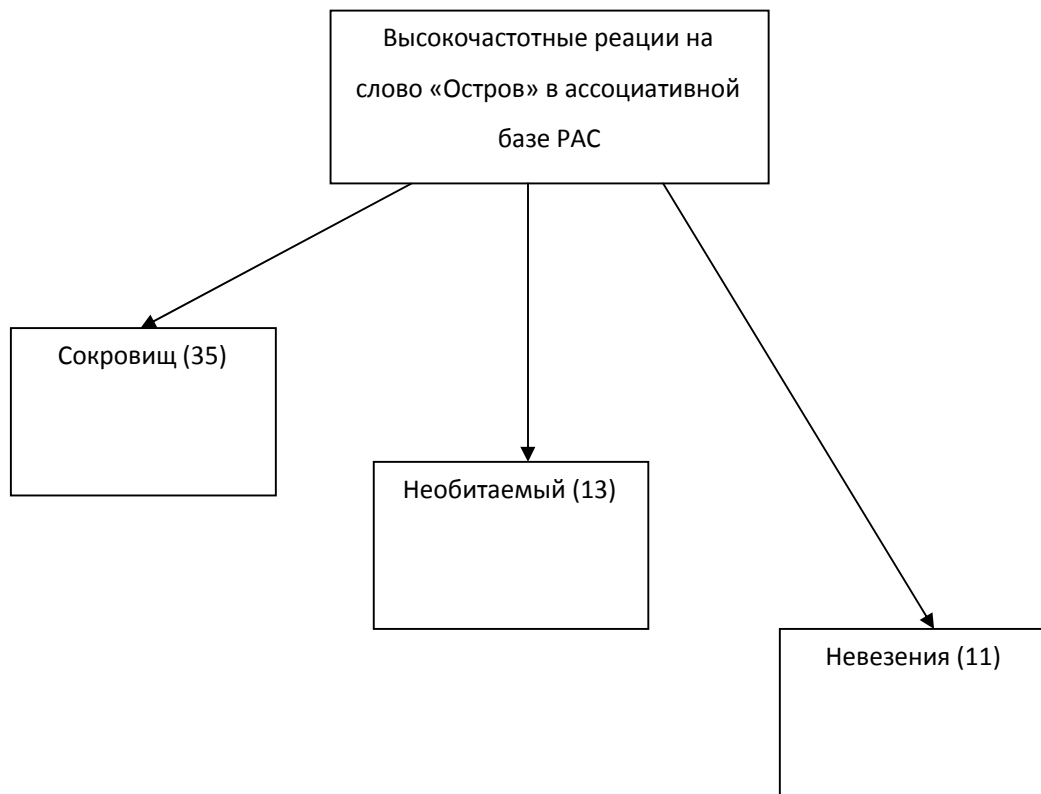 Высокочастотные реации на
слово «Остров» в ассоциативной
базе РАС
Сокровищ (35)
Необитаемый (13)
Невезения (11)